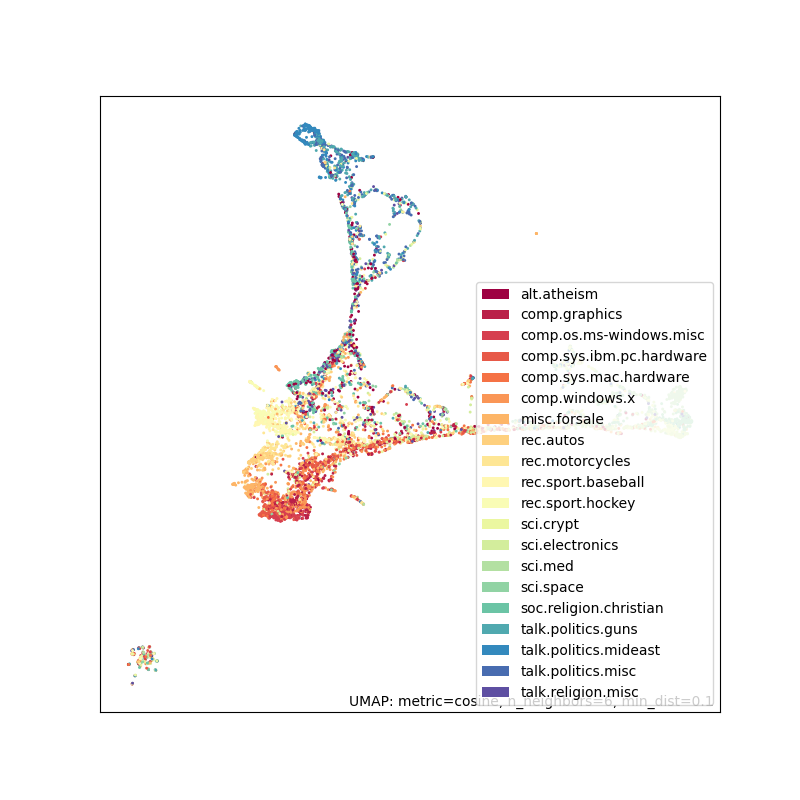 alt.atheism
comp.graphics
comp.os.ms-windows.misc
comp.sys.ibm.pc.hardware
comp.sys.mac.hardware
comp.windows.x
misc.forsale
rec.autos
rec.motorcycles
rec.sport.baseball
rec.sport.hockey
sci.crypt
sci.electronics
sci.med
sci.space
soc.religion.christian
talk.politics.guns
talk.politics.mideast
talk.politics.misc
talk.religion.misc
UMAP: metric=cosine, n_neighbors=6, min_dist=0.1